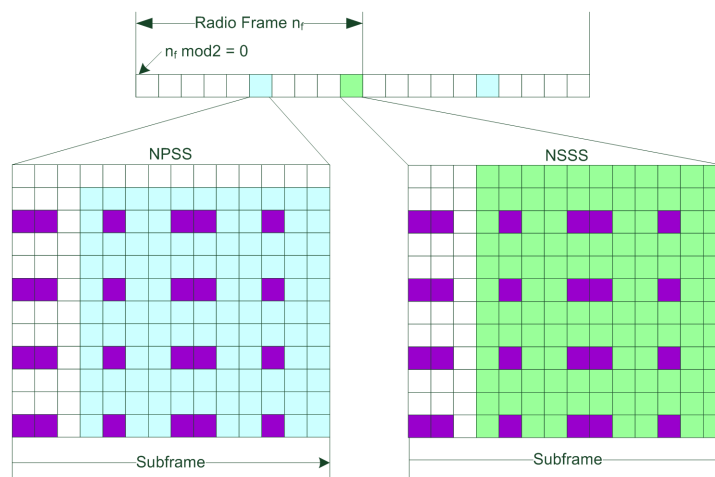 Radio Frame nf
nf mod2 = 0
NPSS
NSSS
Subframe
Subframe